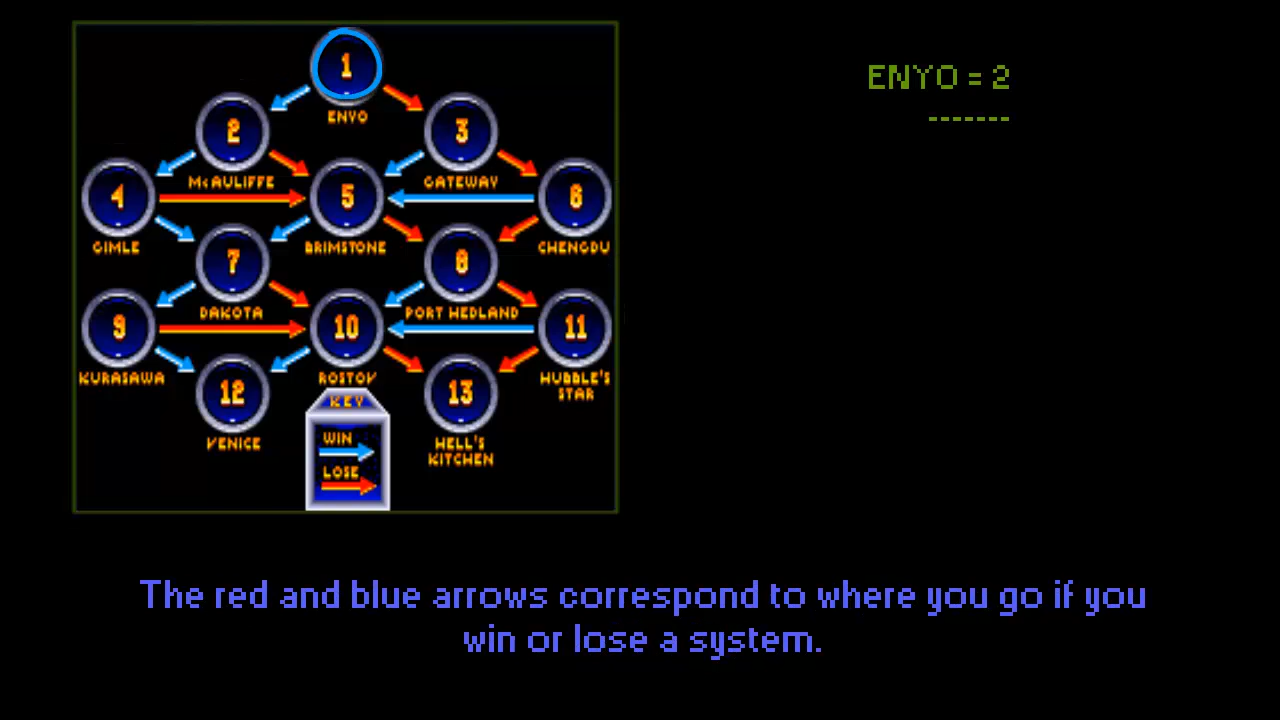 1
ENYO = 2
-------
ENYO
2
3
McAULIFFE
GATEWAY
4
5
6
GIMLE
BRIMSTONE
CHENGDU
7
8
DAKOTA
PORT HEDLAND
9
10
11
KURASAWA
ROSTOV
HUBBLE'S
STAR
12
13
KEY
VENICE
WIN
HELL'S
KITCHEN
LOSE
The red and blue arrows correspond to where you go if you
win or lose a system.